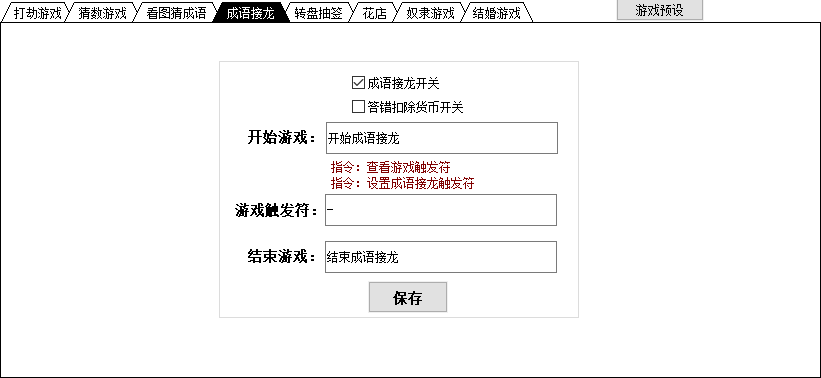 打劫游戏 猜数游戏 看图猜成语 成语接龙 转盘抽签 花店 奴隶游戏 结婚游戏 游戏预设
成语接龙开关
答错扣除货币开关
开始游戏： 开始成语接龙
指令：查看游戏触发符
指令：设置成语接龙触发符
游戏触发符： -
结束游戏： 结束成语接龙
保存